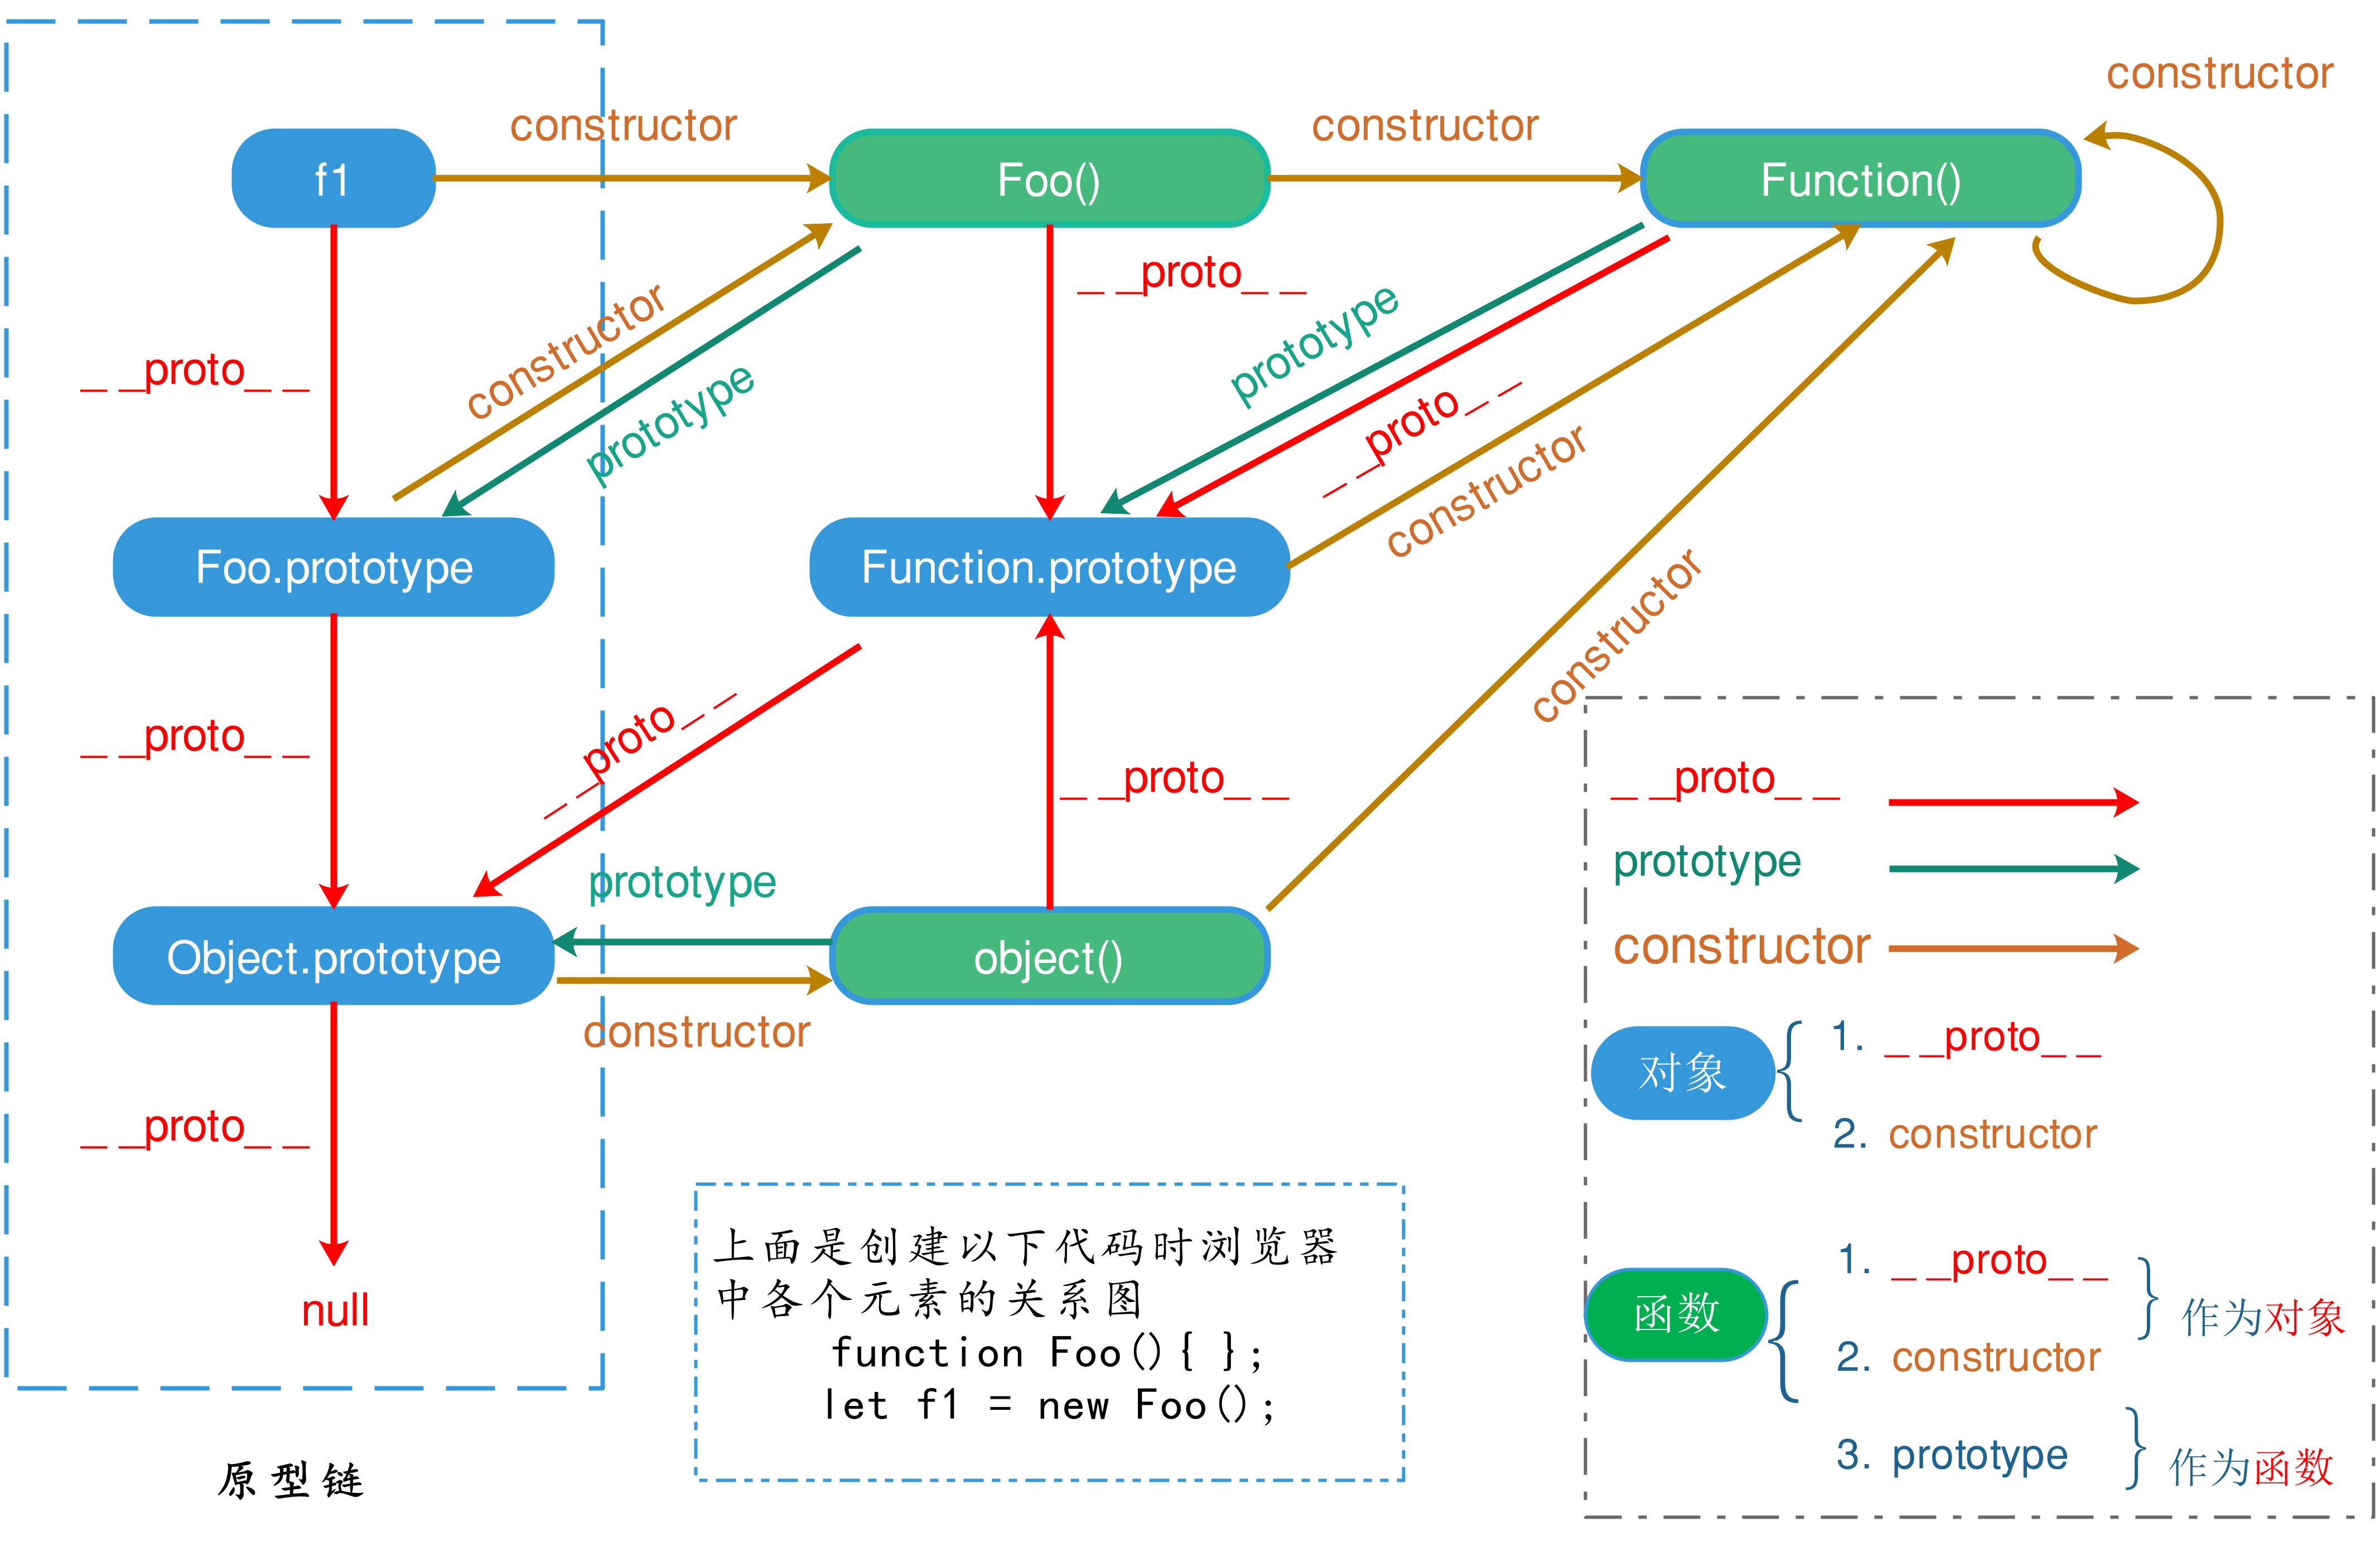 constructor
constructor
constructor
f1
Foo()
Function()
__proto__
constructor
prototype
__proto__
prototype
__proto__
constructor
Foo.prototype
Function.prototype
constructor
__proto__
__proto__
__proto__
prototype
Object.prototype
object()
constructor
__proto__
null
原型链
上面是创建以下代码时浏览器
中各个元素的关系图
function Foo(){ };
let f1 = new Foo();
__proto__
prototype
constructor
对象
1. __proto__
2. constructor
函数
1. __proto__
2. constructor
作为对象
3. prototype
作为函数